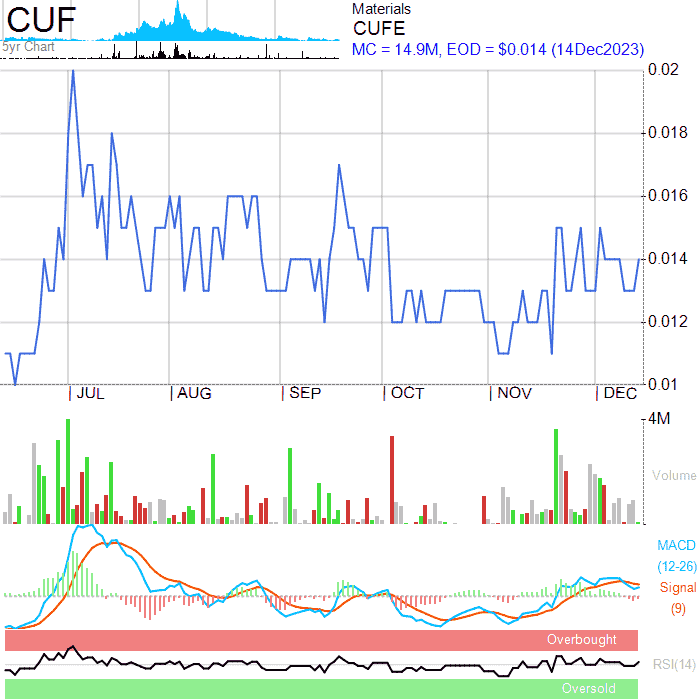 CUF
5yr Chart
Materials
CUFE
MC = 14.9M, EOD = $0.014 (14Dec2023)
0.02
0.018
0.016
0.014
0.012
0.01
JUL AUG SEP OCT NOV DEC
4M
Volume
MACD
(12-26)
Signal
(9)
Overbought
RSI(14)
Oversold